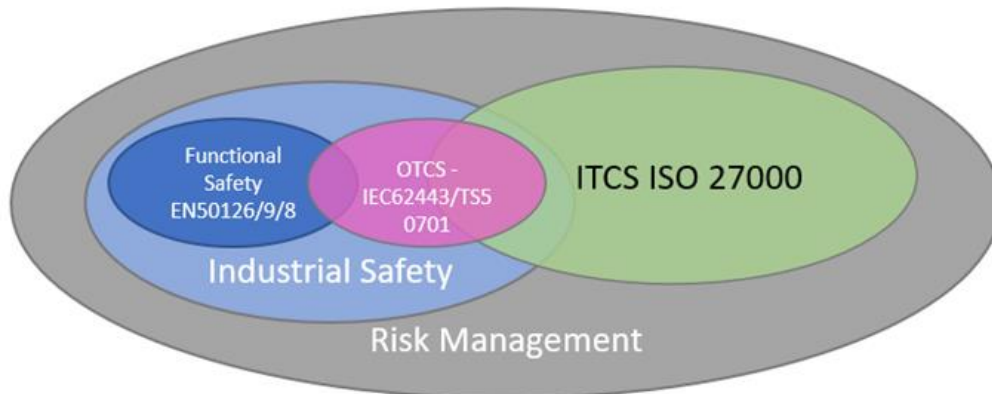 Functional
Safety
EN50126/9/8
OTCS -
IEC62443/TS5
0701
ITCS ISO 27000
Industrial Safety
Risk Management